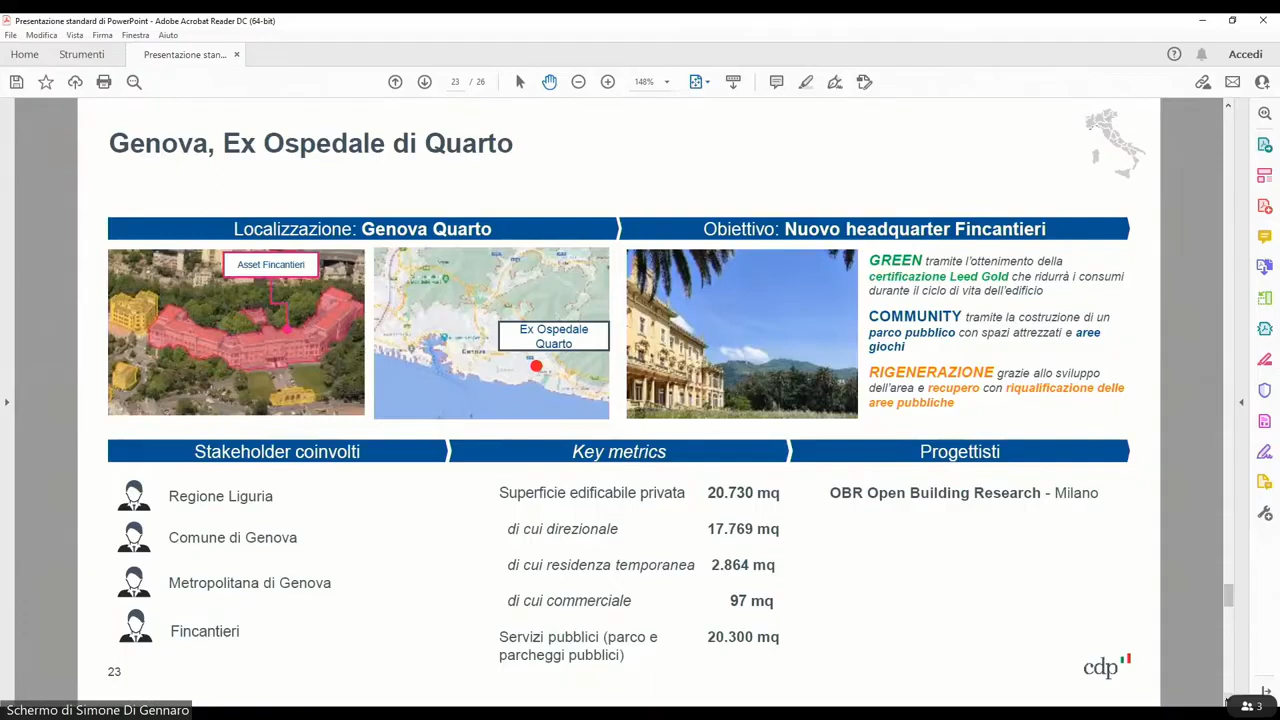 Presentazione standard di PowerPoint - Adobe Acrobat Reader DC (64-bit)
File Modifica Vista Firma Finestra Aiuto
Home Strumenti Presentazione stan... × Accedi
23 / 26 148%
Genova, Ex Ospedale di Quarto
Localizzazione: Genova Quarto
Obiettivo: Nuovo headquarter Fincantieri
Asset Fincantieri
Genova
Ex Ospedale
Quarto
GREEN tramite l'ottenimento della
certificazione Leed Gold che ridurrà i consumi
durante il ciclo di vita dell'edificio
COMMUNITY tramite la costruzione di un
parco pubblico con spazi attrezzati e aree
giochi
RIGENERAZIONE grazie allo sviluppo
dell'area e recupero con riqualificazione delle
aree pubbliche
Stakeholder coinvolti
Regione Liguria
Comune di Genova
Metropolitana di Genova
Fincantieri
Key metrics
Superficie edificabile privata 20.730 mq
di cui direzionale 17.769 mq
di cui residenza temporanea 2.864 mq
di cui commerciale 97 mq
Servizi pubblici (parco e 20.300 mq
parcheggi pubblici)
Progettisti
OBR Open Building Research - Milano
23
cdp
Schermo di Simone Di Gennaro
3